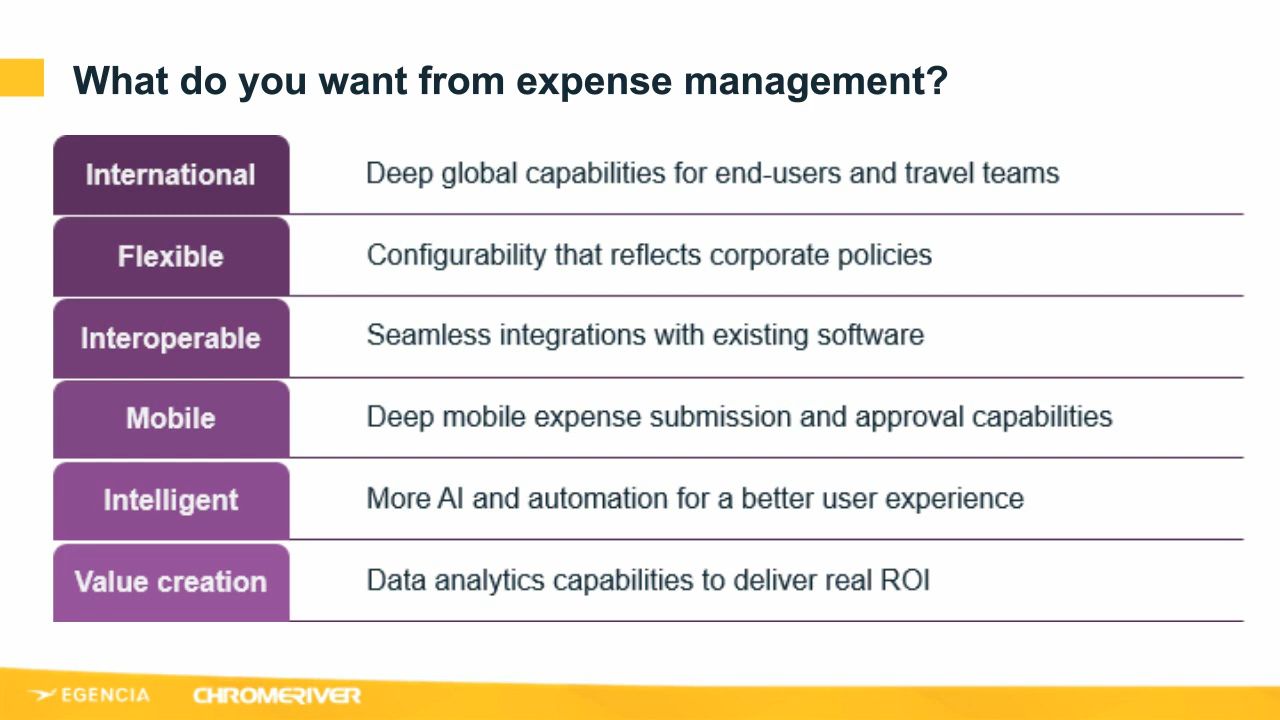 What do you want from expense management?
International
Deep global capabilities for end-users and travel teams
Flexible
Configurability that reflects corporate policies
Interoperable
Seamless integrations with existing software
Mobile
Deep mobile expense submission and approval capabilities
Intelligent
More AI and automation for a better user experience
Value creation
Data analytics capabilities to deliver real ROI
EGENCIA
CHROMERIVER